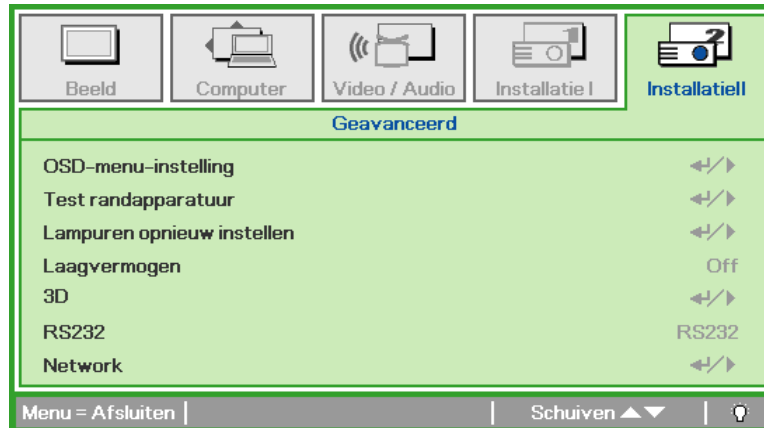 Beeld Computer Video / Audio Installatie I InstallatieII
Geavanceerd
OSD-menu-instelling
Test randapparatuur
Lampuren opnieuw instellen
Laagvermogen Off
3D
RS232 RS232
Network
Menu = Afsluiten Schuiven